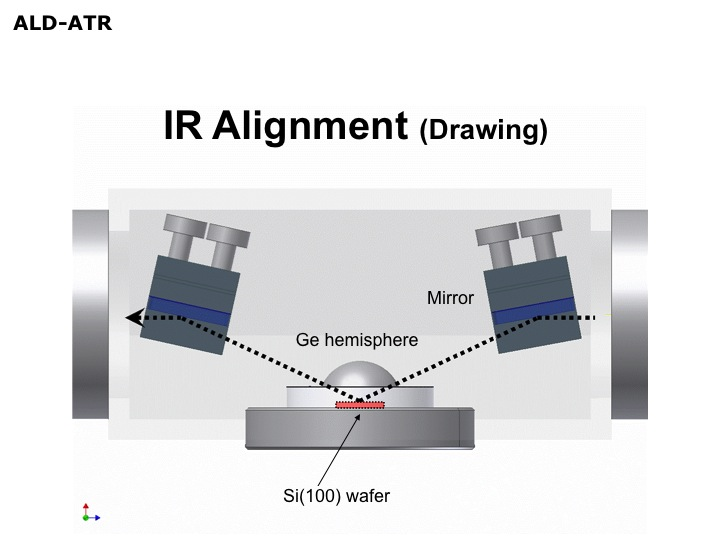 ALD-ATR
IR Alignment (Drawing)
Mirror
Ge hemisphere
Si(100) wafer